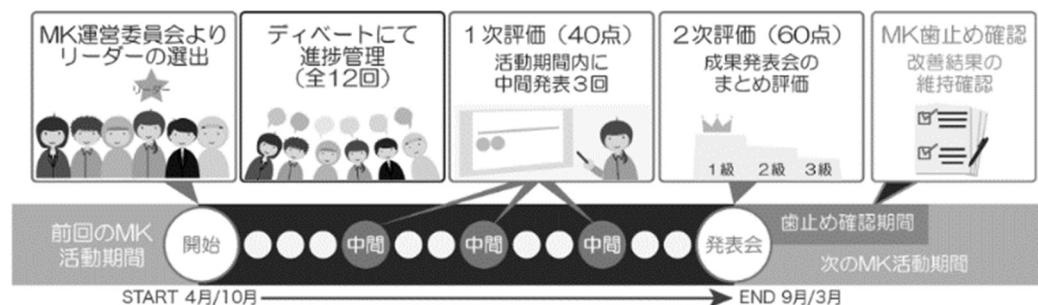 MK運営委員会より
リーダーの選出
リーダー
ディベートにて
進捗管理
(全12回)
1次評価(40点)
活動期間内に
中間発表3回
2次評価(60点)
成果発表会の
まとめ評価
1級 2級 3級
MK歯止め確認
改善結果の
維持確認
前回のMK
活動期間
開始
中間
中間
中間
発表会
歯止め確認期間
次のMK活動期間
START 4月/10月
END 9月/3月